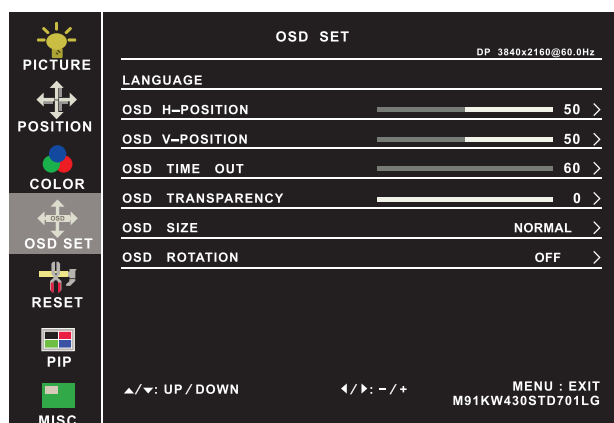 PICTURE
POSITION
COLOR
OSD
OSD SET
RESET
PIP
MISC
OSD SET
DP 3840x2160@60.0Hz
LANGUAGE
OSD H-POSITION 50 >
OSD V-POSITION 50 >
OSD TIME OUT 60 >
OSD TRANSPARENCY 0 >
OSD SIZE NORMAL >
OSD ROTATION OFF >
▲/▼: UP/DOWN ◀/▶: -/+ MENU : EXIT
M91KW430STD701LG